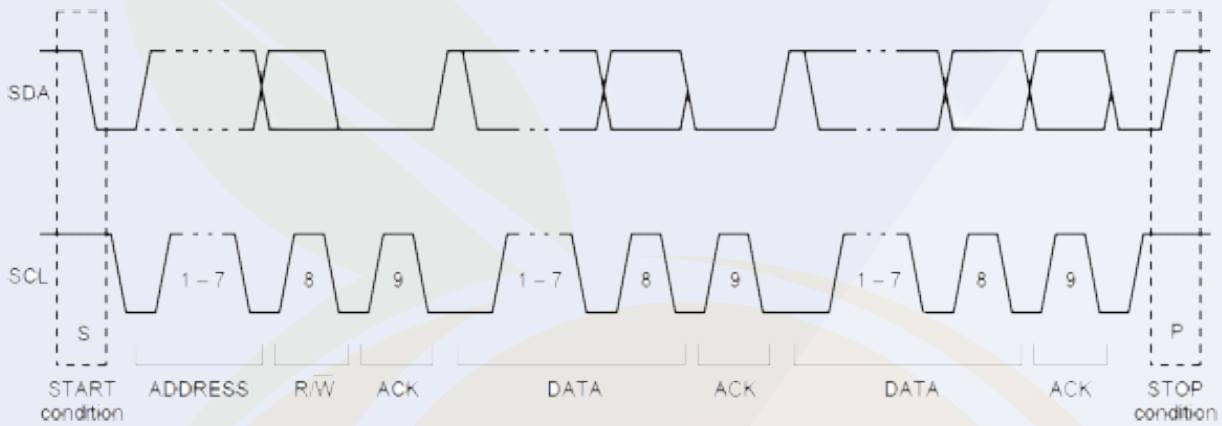 SDA
SCL
1 – 7
8
9
1 – 7
8
9
1 – 7
8
9
S
P
START
condition
ADDRESS
R/W̅
ACK
DATA
ACK
DATA
ACK
STOP
condition